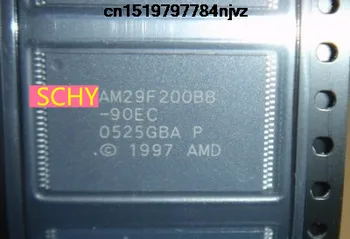 cn1519797784njvz
SCHY
AM29F200BB
-90EC
0525GBA P
© 1997 AMD